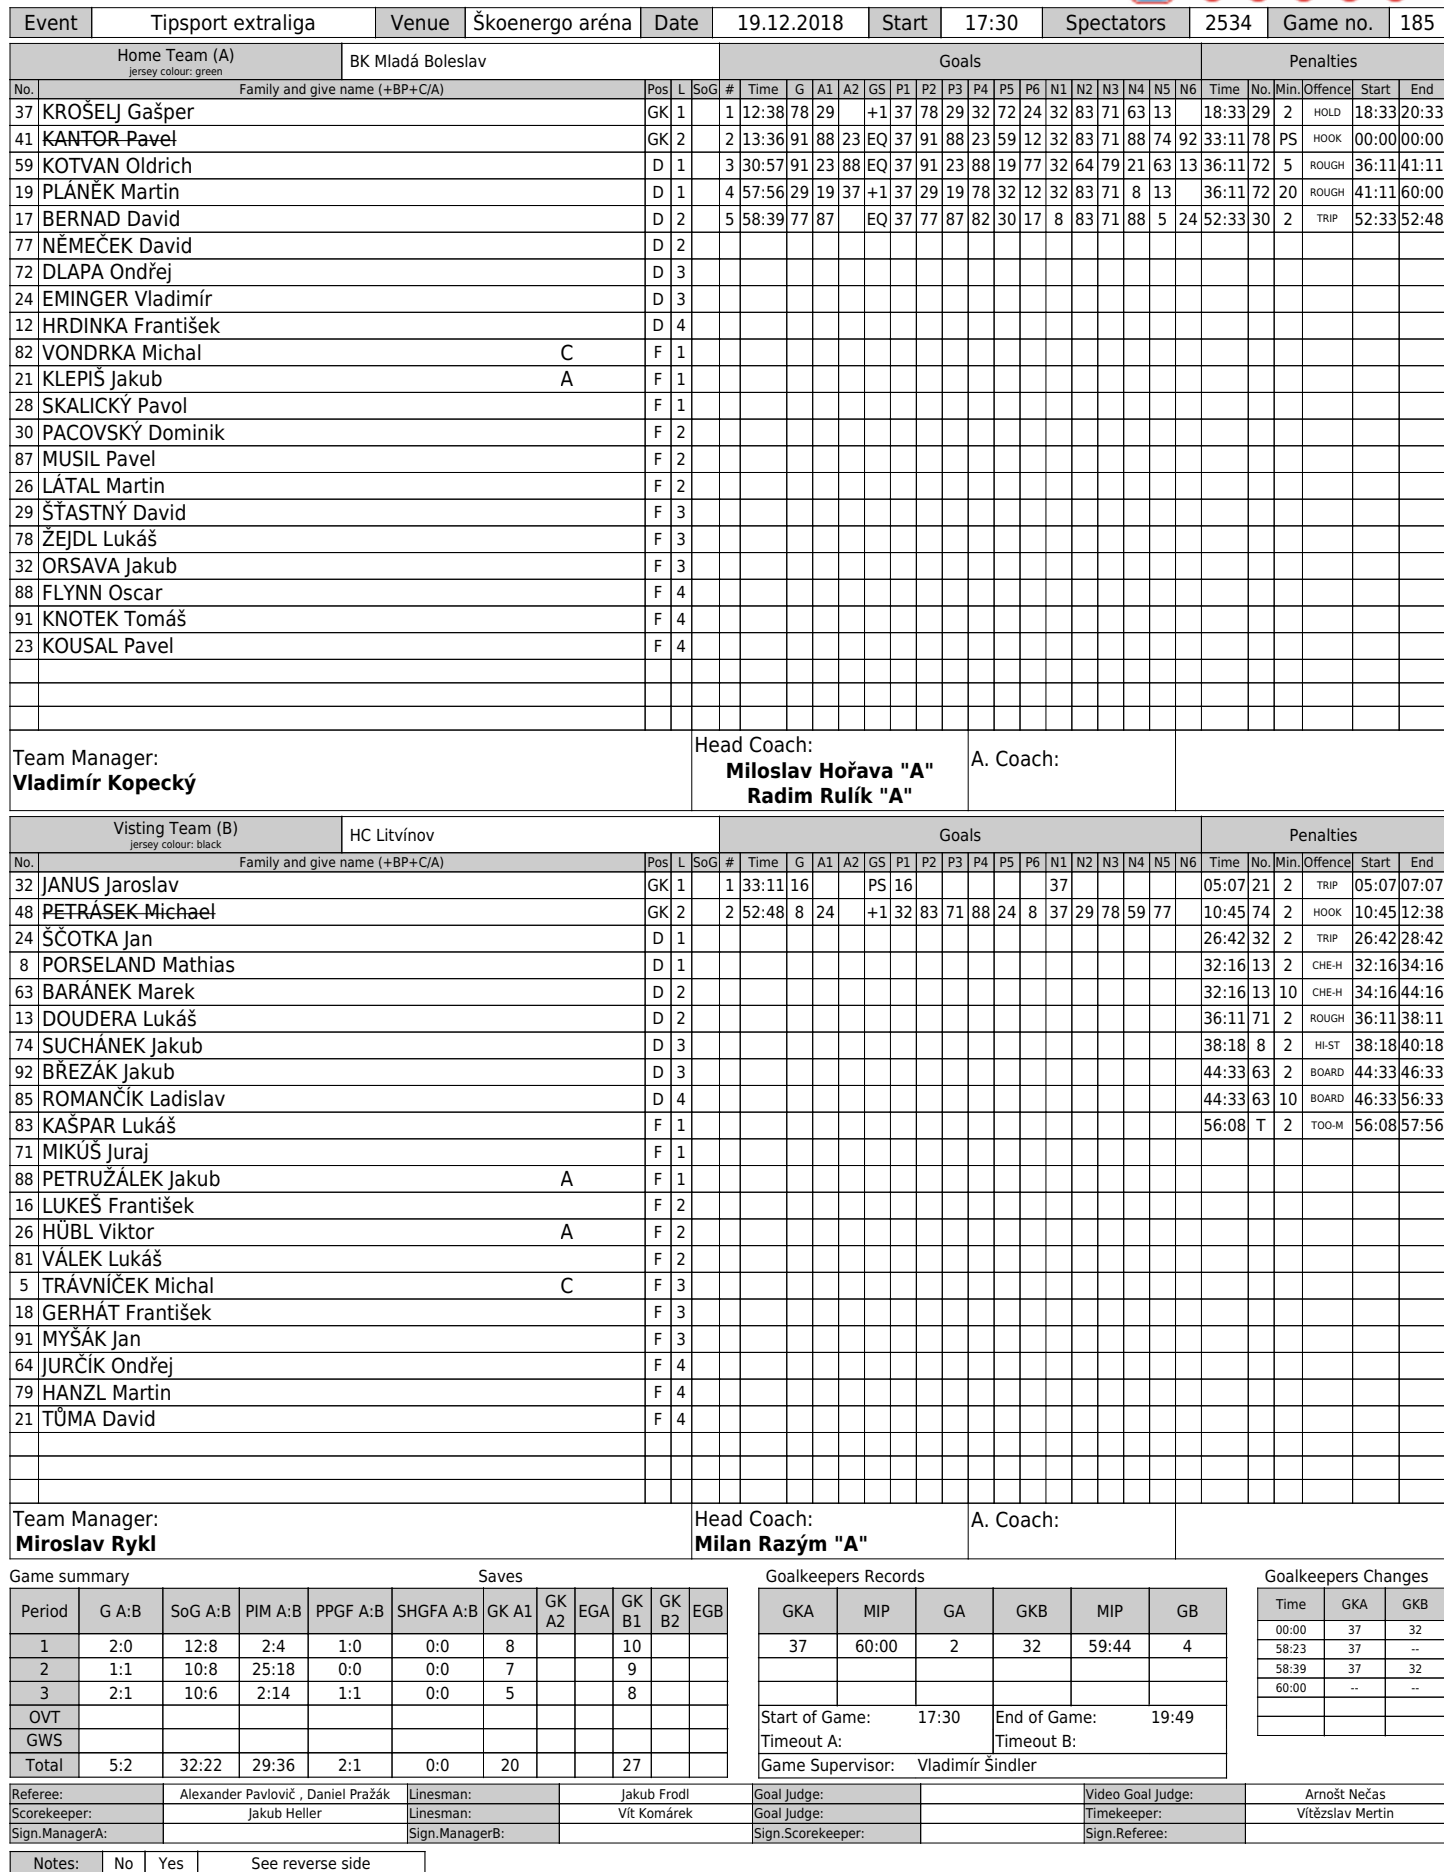 Event Tipsport extraliga Venue Škoenergo aréna Date 19.12.2018 Start 17:30 Spectators 2534 Game no. 185
Home Team (A) BK Mladá Boleslav Goals Penalties
jersey colour: green
No. Family and give name (+BP+C/A) Pos L SoG # Time G A1 A2 GS P1 P2 P3 P4 P5 P6 N1 N2 N3 N4 N5 N6 Time No. Min. Offence Start End
37 KROŠELJ Gašper GK 1 1 12:38 78 29 +1 37 78 29 32 72 24 32 83 71 63 13 18:33 29 2 HOLD 18:33 20:33
41 KANTOR Pavel GK 2 2 13:36 91 88 23 EQ 37 91 88 23 59 12 32 83 71 88 74 92 33:11 78 PS HOOK 00:00 00:00
59 KOTVAN Oldrich D 1 3 30:57 91 23 88 EQ 37 91 23 88 19 77 32 64 79 21 63 13 36:11 72 5 ROUGH 36:11 41:11
19 PLÁNĚK Martin D 1 4 57:56 29 19 37 +1 37 29 19 78 32 12 32 83 71 8 13 36:11 72 20 ROUGH 41:11 60:00
17 BERNAD David D 2 5 58:39 77 87 EQ 37 77 87 82 30 17 8 83 71 88 5 24 52:33 30 2 TRIP 52:33 52:48
77 NĚMEČEK David D 2
72 DLAPA Ondřej D 3
24 EMINGER Vladimír D 3
12 HRDINKA František D 4
82 VONDRKA Michal C F 1
21 KLEPIŠ Jakub A F 1
28 SKALICKÝ Pavol F 1
30 PACOVSKÝ Dominik F 2
87 MUSIL Pavel F 2
26 LÁTAL Martin F 2
29 ŠŤASTNÝ David F 3
78 ŽEJDL Lukáš F 3
32 ORSAVA Jakub F 3
88 FLYNN Oscar F 4
91 KNOTEK Tomáš F 4
23 KOUSAL Pavel F 4
Team Manager: Head Coach: A. Coach:
Vladimír Kopecký Miloslav Hořava "A"
Radim Rulík "A"
Visting Team (B) HC Litvínov Goals Penalties
jersey colour: black
No. Family and give name (+BP+C/A) Pos L SoG # Time G A1 A2 GS P1 P2 P3 P4 P5 P6 N1 N2 N3 N4 N5 N6 Time No. Min. Offence Start End
32 JANUS Jaroslav GK 1 1 33:11 16 PS 16 37 05:07 21 2 TRIP 05:07 07:07
48 PETRÁSEK Michael GK 2 2 52:48 8 24 +1 32 83 71 88 24 8 37 29 78 59 77 10:45 74 2 HOOK 10:45 12:38
24 ŠČOTKA Jan D 1 26:42 32 2 TRIP 26:42 28:42
8 PORSELAND Mathias D 1 32:16 13 2 CHE-H 32:16 34:16
63 BARÁNEK Marek D 2 32:16 13 10 CHE-H 34:16 44:16
13 DOUDERA Lukáš D 2 36:11 71 2 ROUGH 36:11 38:11
74 SUCHÁNEK Jakub D 3 38:18 8 2 HI-ST 38:18 40:18
92 BŘEZÁK Jakub D 3 44:33 63 2 BOARD 44:33 46:33
85 ROMANČÍK Ladislav D 4 44:33 63 10 BOARD 46:33 56:33
83 KAŠPAR Lukáš F 1 56:08 T 2 TOO-M 56:08 57:56
71 MIKÚŠ Juraj F 1
88 PETRUŽÁLEK Jakub A F 1
16 LUKEŠ František F 2
26 HÜBL Viktor A F 2
81 VÁLEK Lukáš F 2
5 TRÁVNÍČEK Michal C F 3
18 GERHÁT František F 3
91 MYŠÁK Jan F 3
64 JURČÍK Ondřej F 4
79 HANZL Martin F 4
21 TŮMA David F 4
Team Manager: Head Coach: A. Coach:
Miroslav Rykl Milan Razým "A"
Game summary Saves Goalkeepers Records Goalkeepers Changes
Period G A:B SoG A:B PIM A:B PPGF A:B SHGFA A:B GK A1 GK A2 EGA GK B1 GK B2 EGB GKA MIP GA GKB MIP GB Time GKA GKB
1 2:0 12:8 2:4 1:0 0:0 8 10 37 60:00 2 32 59:44 4 00:00 37 32
2 1:1 10:8 25:18 0:0 0:0 7 9 58:23 37 --
3 2:1 10:6 2:14 1:1 0:0 5 8 58:39 37 32
60:00 -- --
OVT Start of Game: 17:30 End of Game: 19:49
GWS Timeout A: Timeout B:
Total 5:2 32:22 29:36 2:1 0:0 20 27 Game Supervisor: Vladimír Šindler
Referee: Alexander Pavlovič , Daniel Pražák Linesman: Jakub Frodl Goal Judge: Video Goal Judge: Arnošt Nečas
Scorekeeper: Jakub Heller Linesman: Vít Komárek Goal Judge: Timekeeper: Vítězslav Mertin
Sign.ManagerA: Sign.ManagerB: Sign.Scorekeeper: Sign.Referee:
Notes: No Yes See reverse side